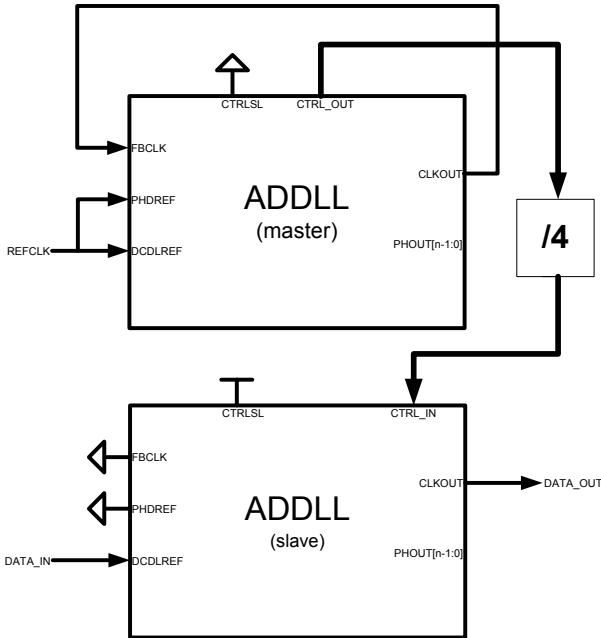 CTRLSL
CTRL_OUT
FBCLK
CLKOUT
ADDLL
(master)
PHDREF
PHOUT[n-1:0]
/4
REFCLK
DCDLREF
CTRLSL
CTRL_IN
FBCLK
CLKOUT
DATA_OUT
ADDLL
(slave)
PHDREF
PHOUT[n-1:0]
DATA_IN
DCDLREF